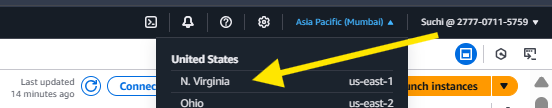 Asia Pacific (Mumbai) ▲ Suchi @ 2777-0711-5759 ▼
United States
Last updated
14 minutes ago
Connec
N. Virginia us-east-1
unch instances
Ohio us-east-2